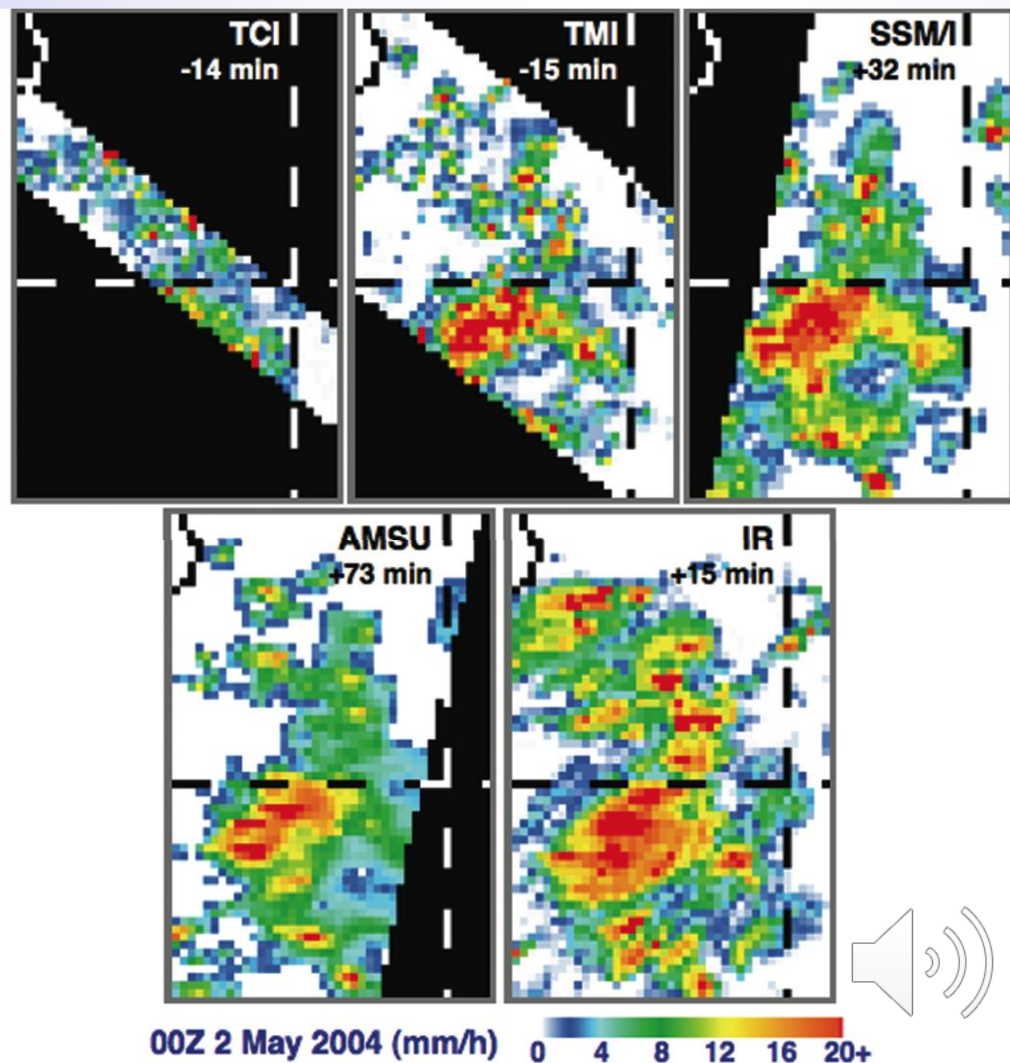 TCI
-14 min
TMI
-15 min
SSM/I
+32 min
AMSU
+73 min
IR
+15 min
00Z 2 May 2004 (mm/h)
0 4 8 12 16 20+